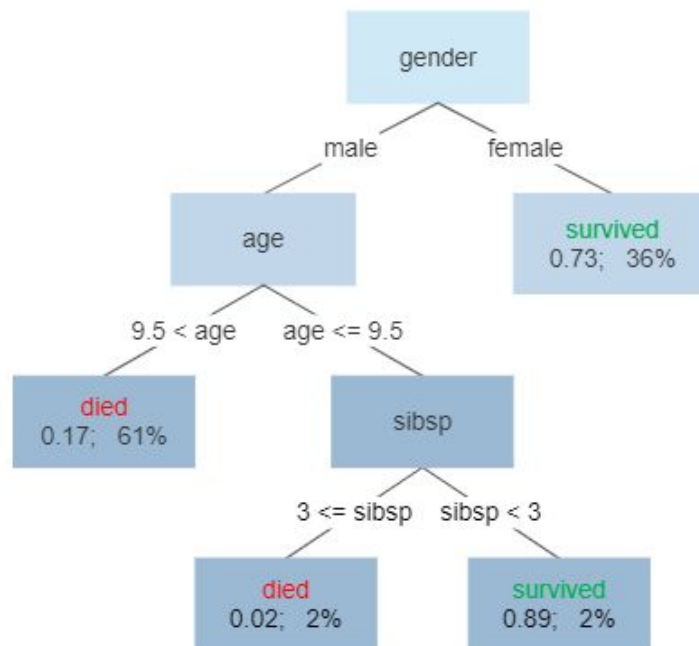 gender
male
female
age
survived
0.73; 36%
9.5 < age
age <= 9.5
died
0.17; 61%
sibsp
3 <= sibsp
sibsp < 3
died
0.02; 2%
survived
0.89; 2%